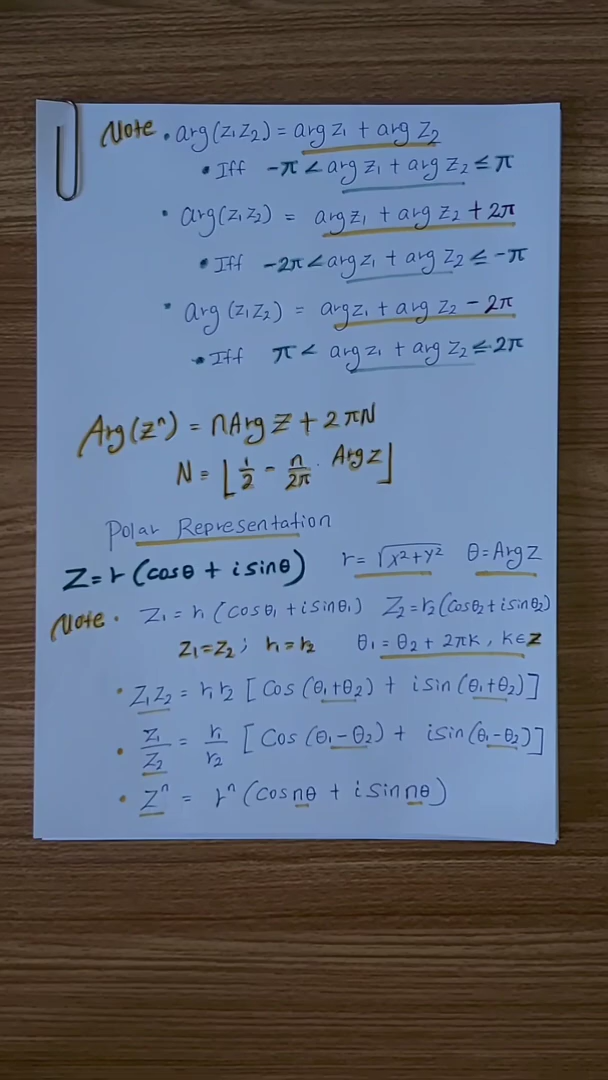 Note. • arg(z₁z₂) = arg z₁ + arg z₂
• Iff -π < arg z₁ + arg z₂ ≤ π
• arg(z₁z₂) = arg z₁ + arg z₂ + 2π
• Iff -2π < arg z₁ + arg z₂ ≤ -π
• arg(z₁z₂) = arg z₁ + arg z₂ - 2π
• Iff π < arg z₁ + arg z₂ ≤ 2π
Arg(zⁿ) = n Arg z + 2πN
N = ⌊1/2 - n/2π . Arg z⌋
Polar Representation
z = r(cosθ + i sinθ) r = √x²+y² θ = Arg z
Note. • z₁ = r₁(cosθ₁ + i sinθ₁) z₂ = r₂(cosθ₂ + i sinθ₂)
z₁ = z₂ ; r₁ = r₂ θ₁ = θ₂ + 2πk, k∈Z
• z₁z₂ = r₁r₂ [cos(θ₁+θ₂) + i sin(θ₁+θ₂)]
• z₁/z₂ = r₁/r₂ [cos(θ₁-θ₂) + i sin(θ₁-θ₂)]
• zⁿ = rⁿ(cos nθ + i sin nθ)